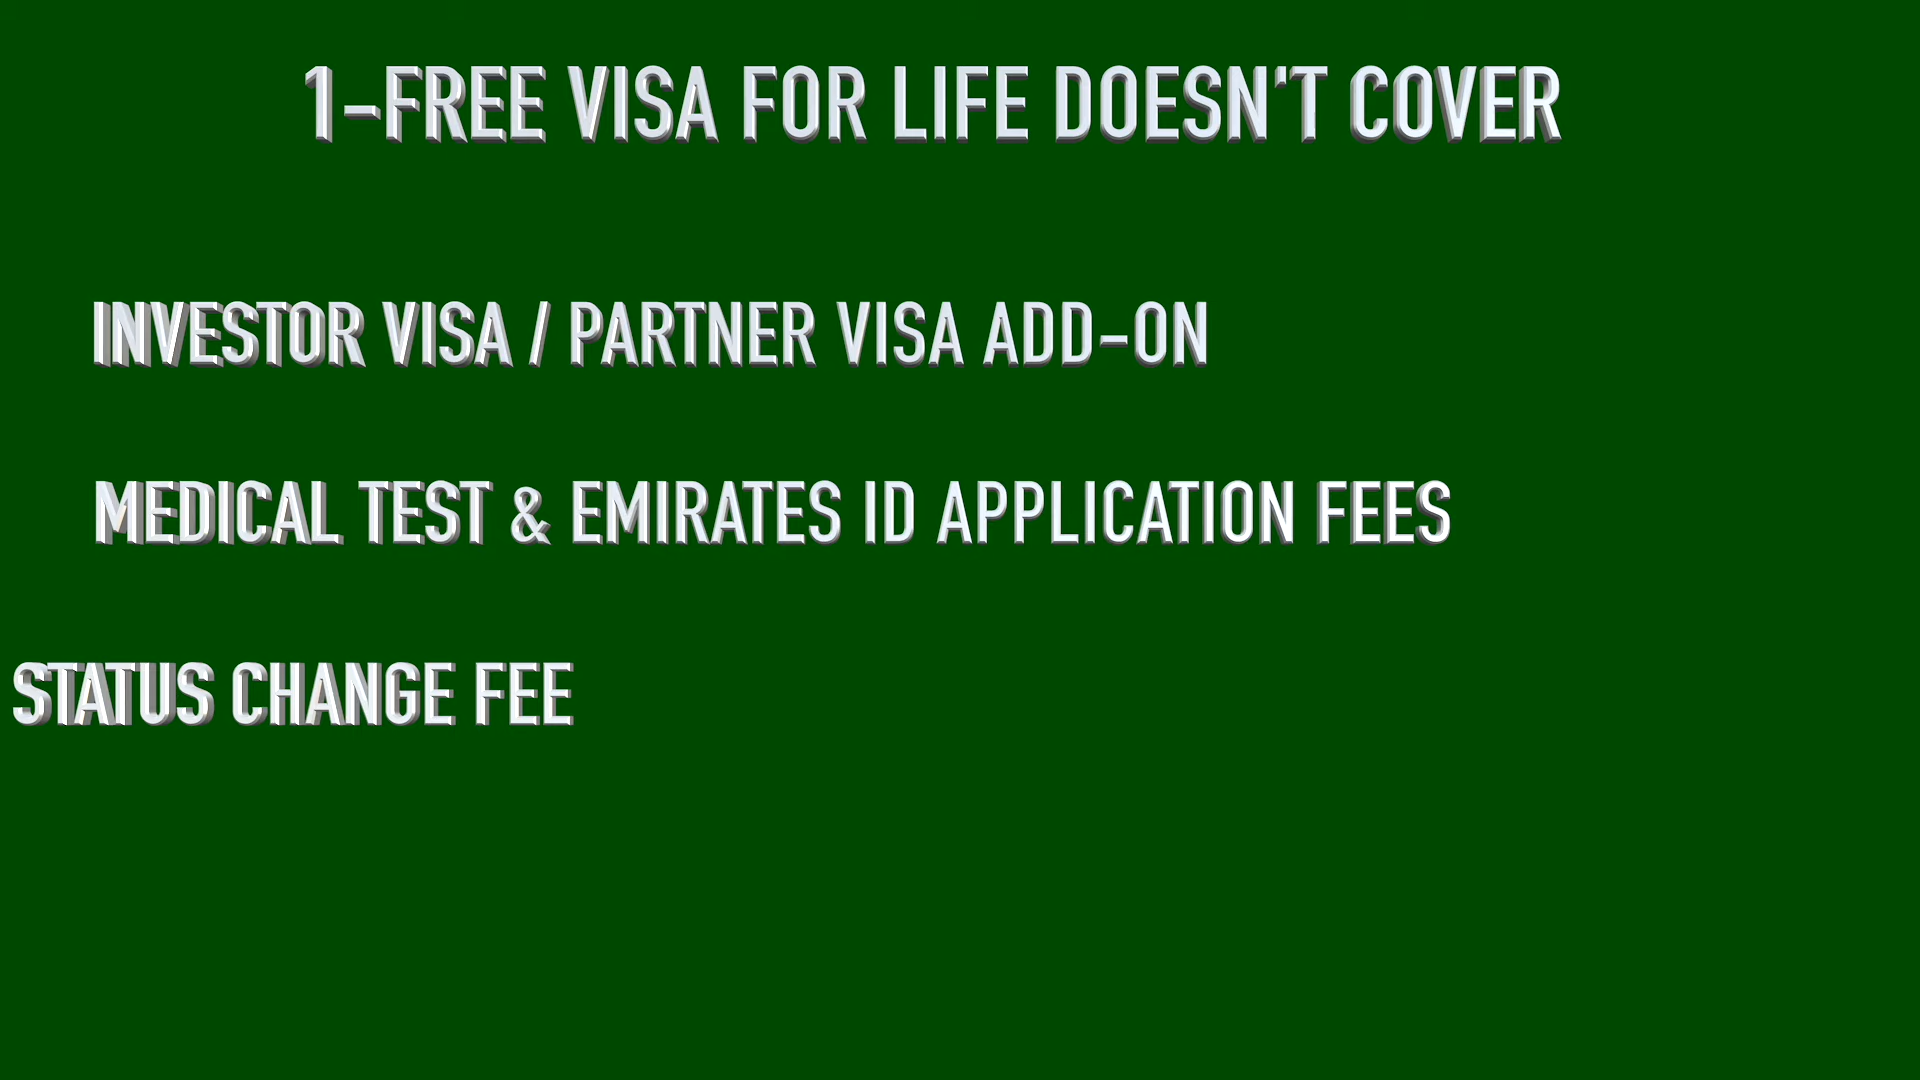 1-FREE VISA FOR LIFE DOESN'T COVER
INVESTOR VISA / PARTNER VISA ADD-ON
MEDICAL TEST & EMIRATES ID APPLICATION FEES
STATUS CHANGE FEE